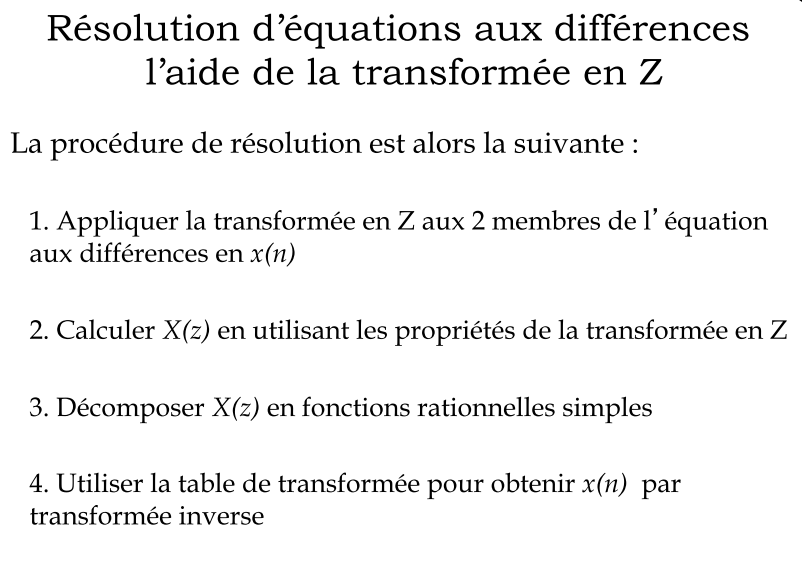 Résolution d’équations aux différences
l’aide de la transformée en Z
La procédure de résolution est alors la suivante :
1. Appliquer la transformée en Z aux 2 membres de l’ équation
aux différences en x(n)
2. Calculer X(z) en utilisant les propriétés de la transformée en Z
3. Décomposer X(z) en fonctions rationnelles simples
4. Utiliser la table de transformée pour obtenir x(n) par
transformée inverse